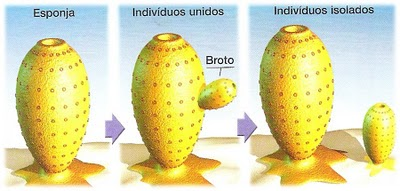 Esponja
Indivíduos unidos
Broto
Indivíduos isolados